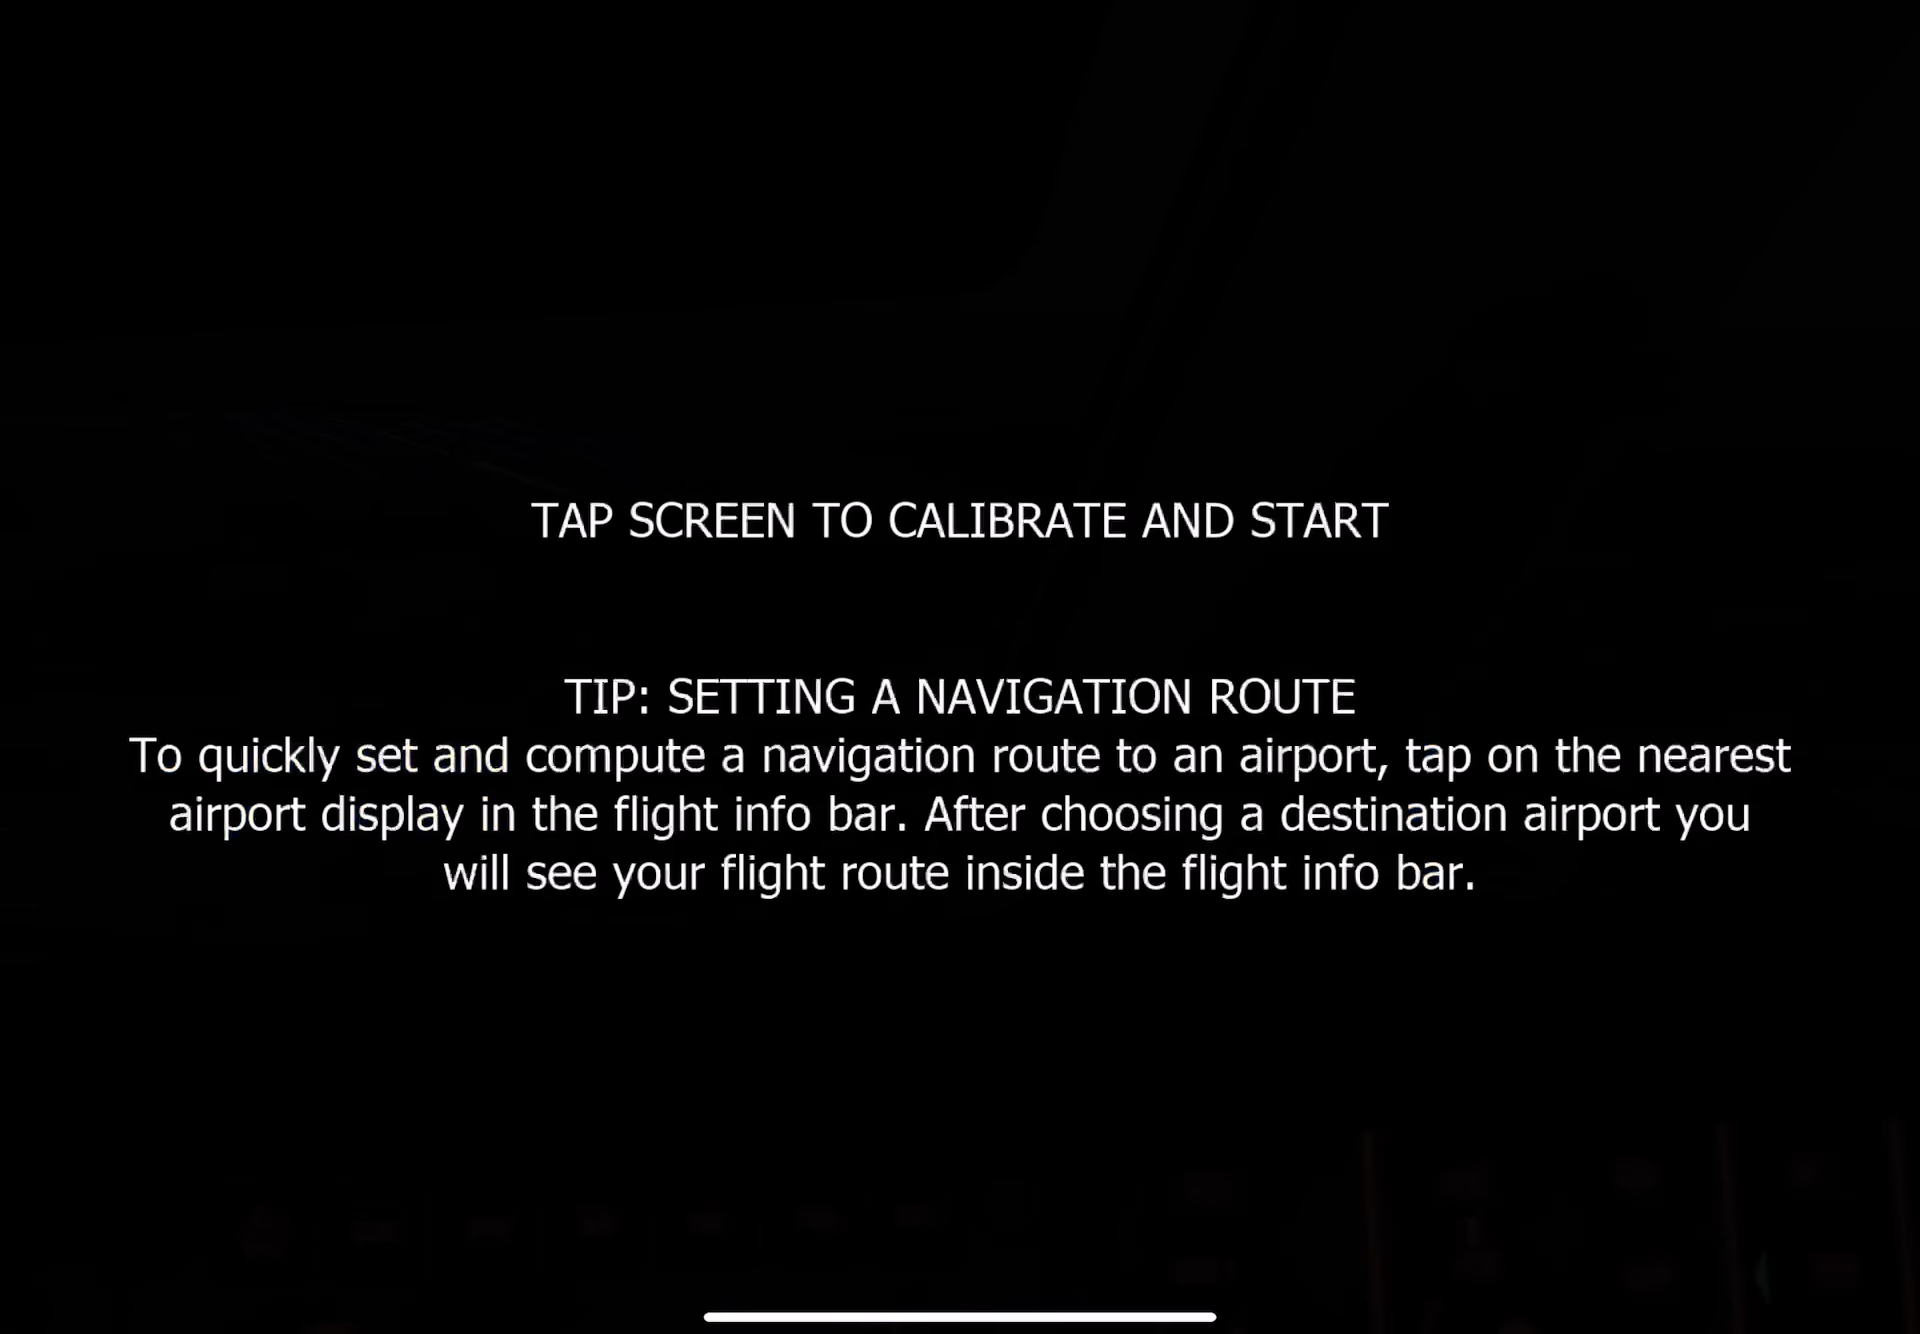 TAP SCREEN TO CALIBRATE AND START
TIP: SETTING A NAVIGATION ROUTE
To quickly set and compute a navigation route to an airport, tap on the nearest
airport display in the flight info bar. After choosing a destination airport you
will see your flight route inside the flight info bar.